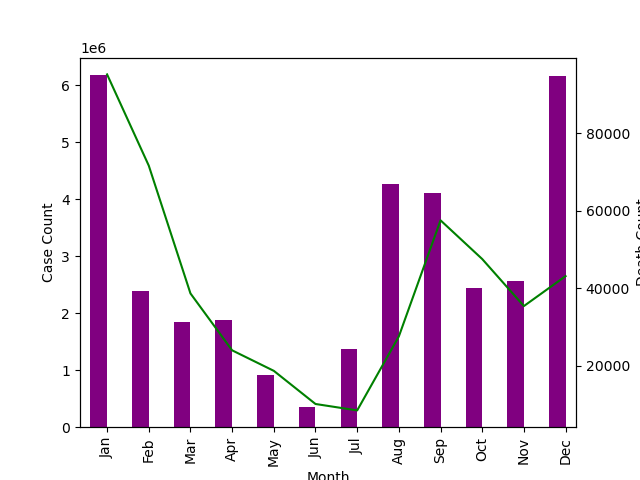 1e6
6
5
4
3
2
1
0
Case Count
80000
60000
40000
20000
Death Count
Jan
Feb
Mar
Apr
May
Jun
Jul
Aug
Sep
Oct
Nov
Dec
Month